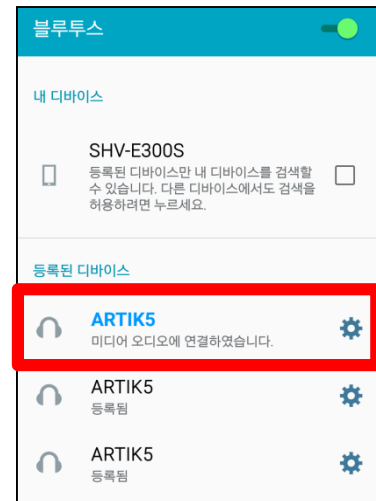 블루투스
내 디바이스
SHV-E300S
등록된 디바이스만 내 디바이스를 검색할
수 있습니다. 다른 디바이스에서도 검색을
허용하려면 누르세요.
등록된 디바이스
ARTIK5
미디어 오디오에 연결하였습니다.
ARTIK5
등록됨
ARTIK5
등록됨